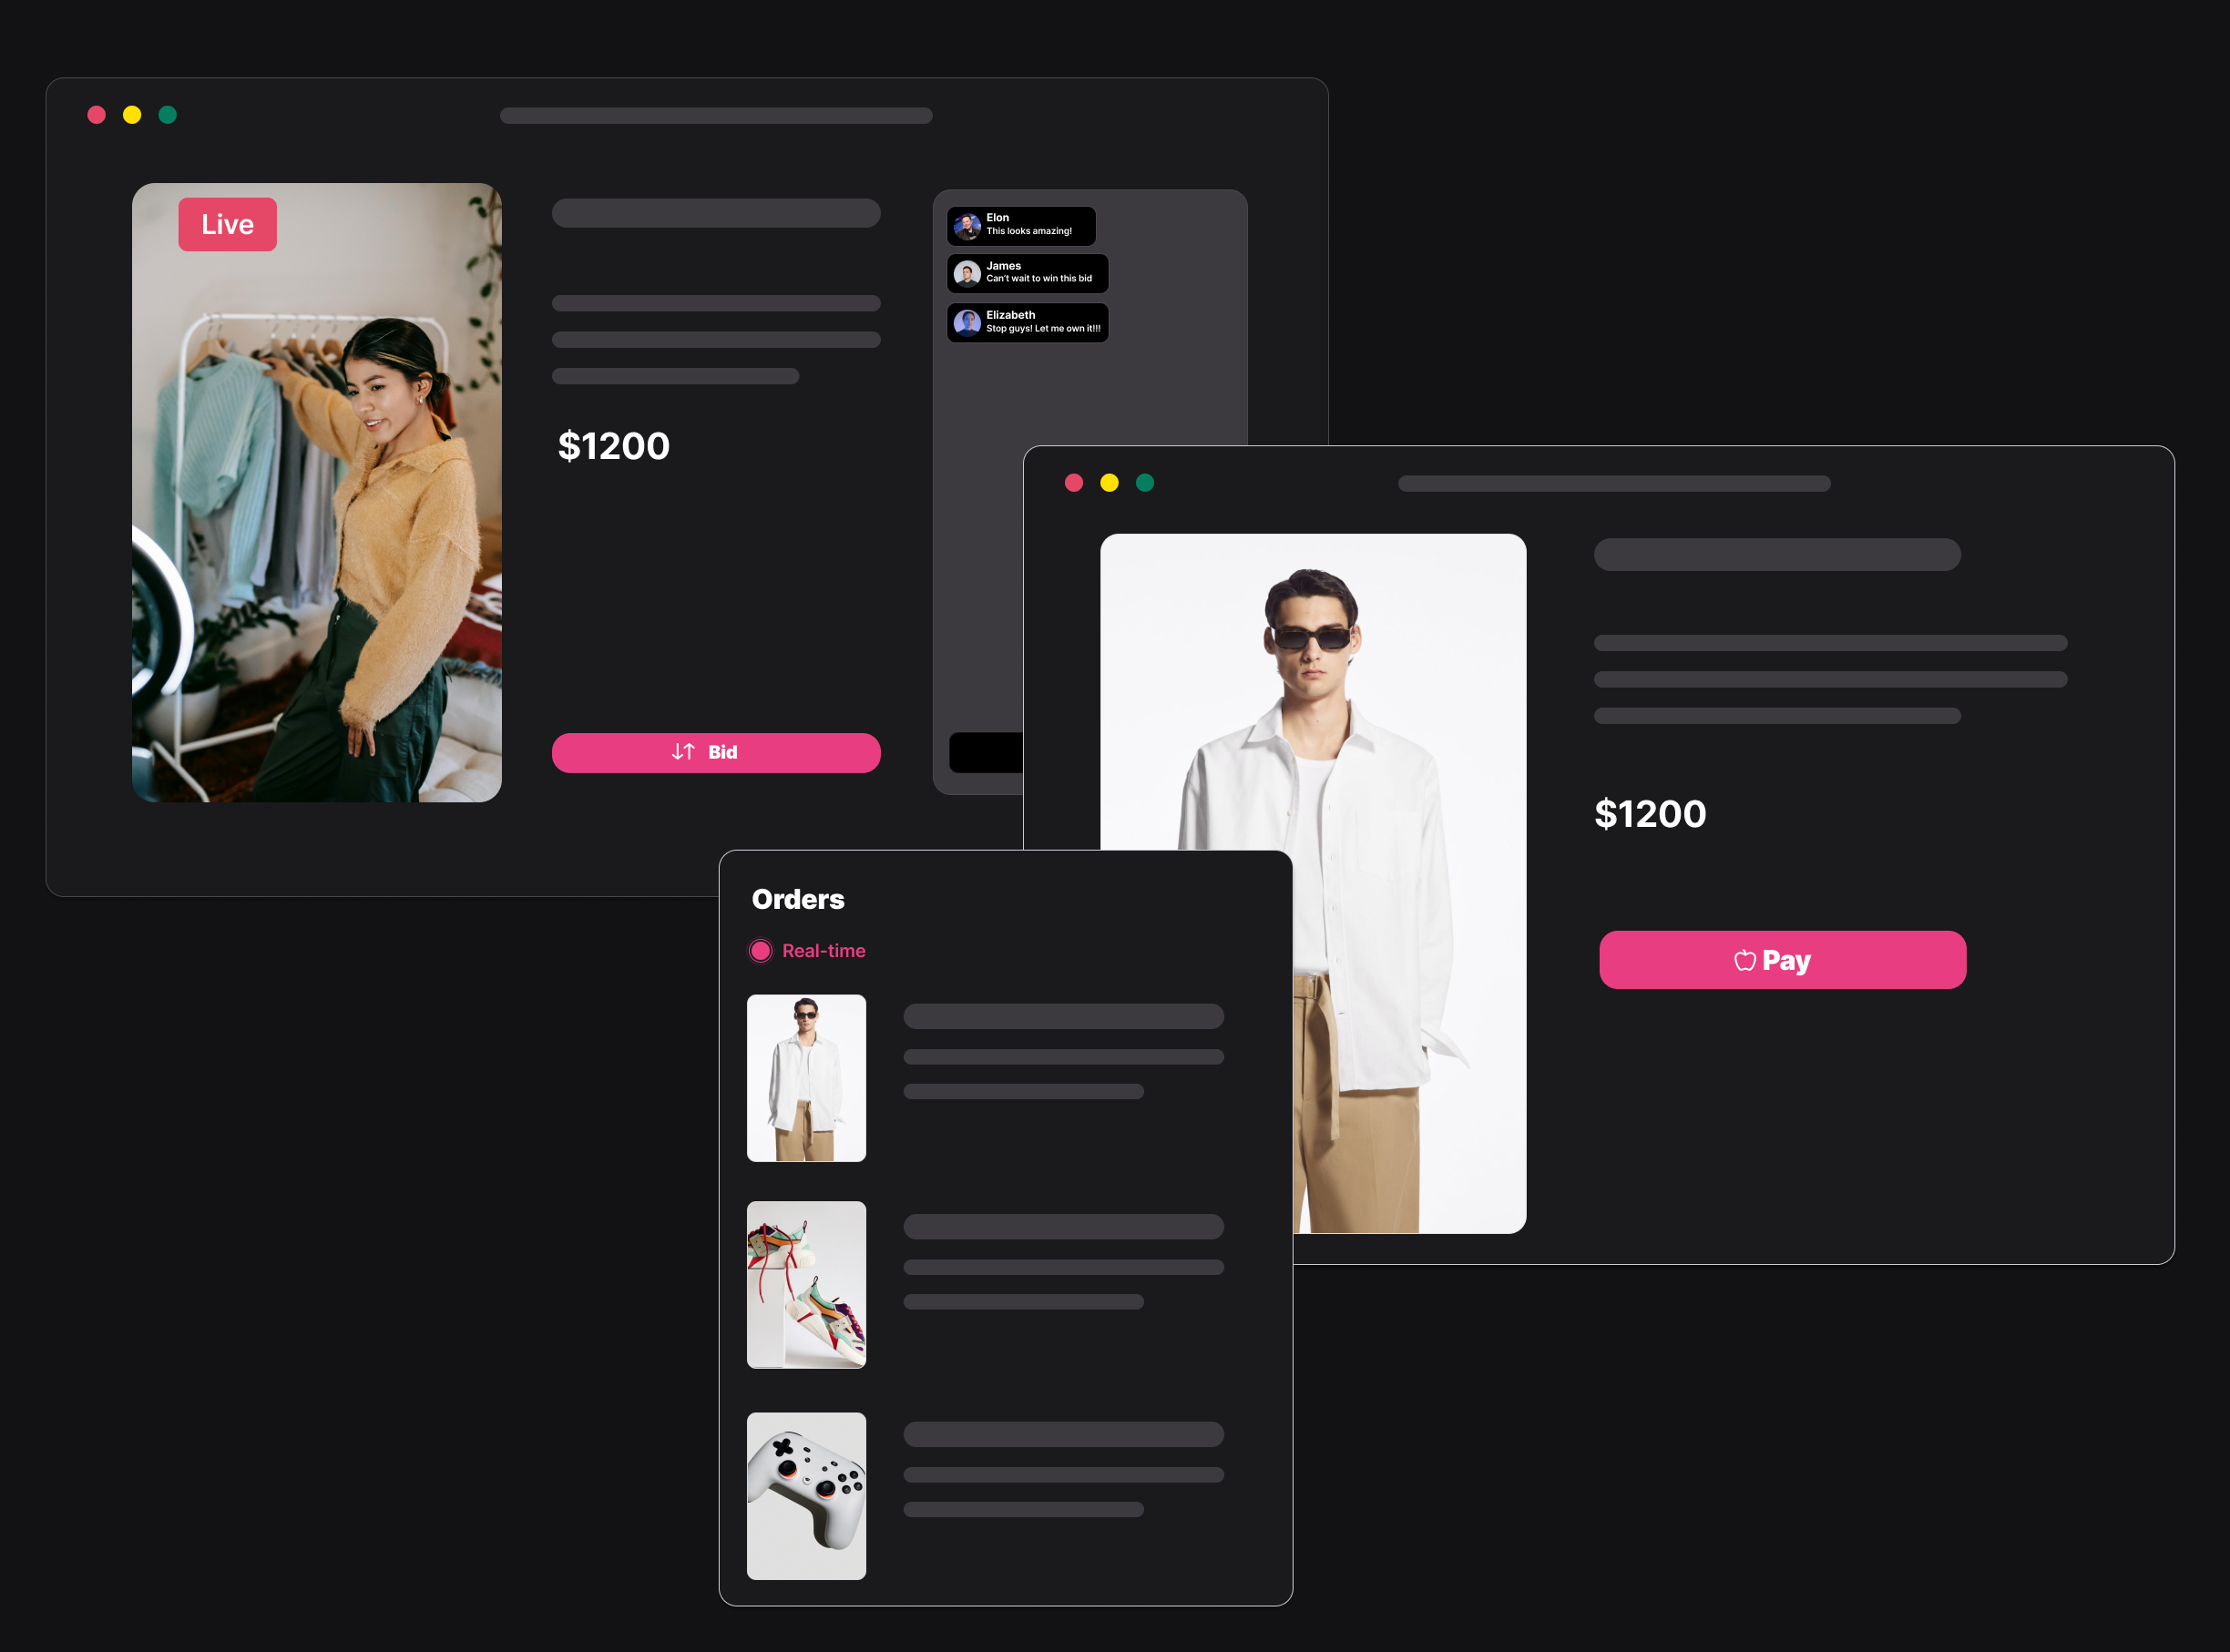 Live
$1200
Bid
Elon
This looks amazing!
James
Can't wait to win this bid
Elizabeth
Stop guys! Let me own it!!!
$1200
Pay
Orders
Real-time